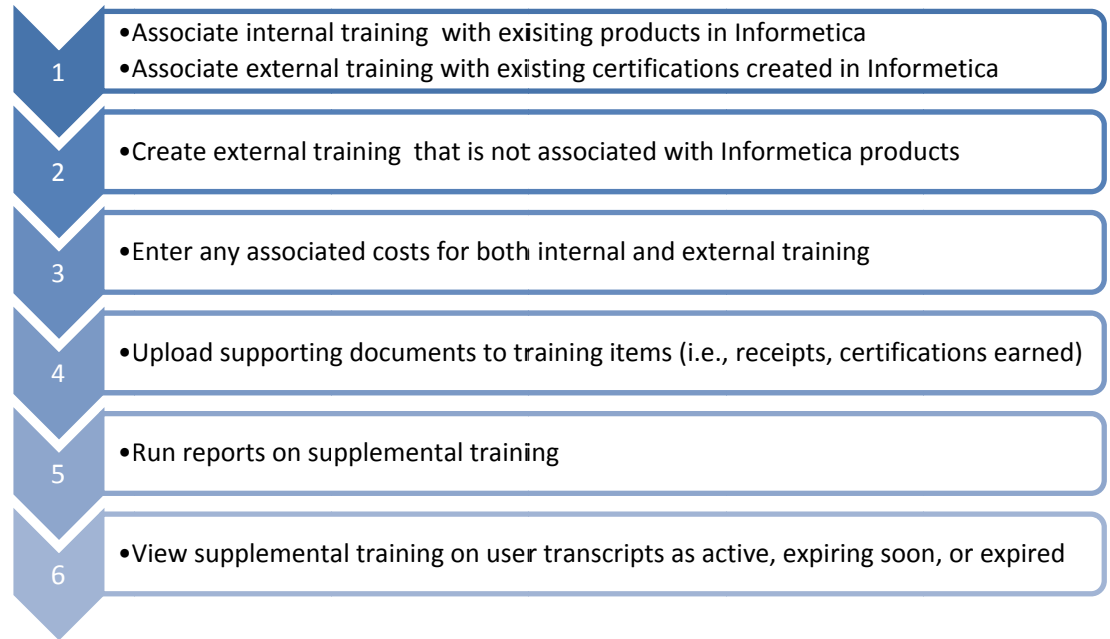 1
•Associate internal training with exisiting products in Informetica
•Associate external training with existing certifications created in Informetica
2
•Create external training that is not associated with Informetica products
3
•Enter any associated costs for both internal and external training
4
•Upload supporting documents to training items (i.e., receipts, certifications earned)
5
•Run reports on supplemental training
6
•View supplemental training on user transcripts as active, expiring soon, or expired